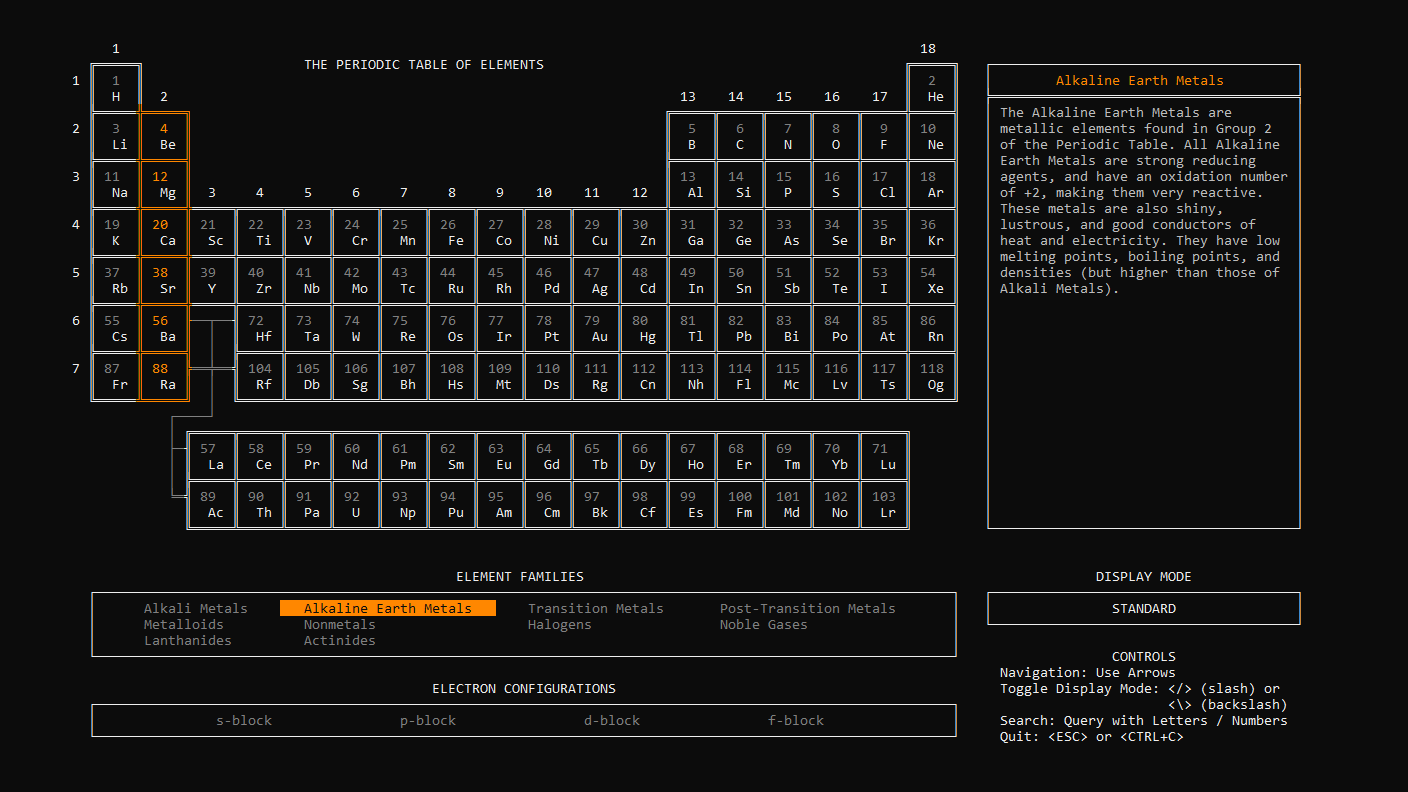 1 18
THE PERIODIC TABLE OF ELEMENTS
1 1 2
H 2 He 13 14 15 16 17
2 3 4 5 6 7 8 9 10
Li Be B C N O F Ne
3 11 12 13 14 15 16 17 18
Na Mg 3 4 5 6 7 8 9 10 11 12 Al Si P S Cl Ar
4 19 20 21 22 23 24 25 26 27 28 29 30 31 32 33 34 35 36
K Ca Sc Ti V Cr Mn Fe Co Ni Cu Zn Ga Ge As Se Br Kr
5 37 38 39 40 41 42 43 44 45 46 47 48 49 50 51 52 53 54
Rb Sr Y Zr Nb Mo Tc Ru Rh Pd Ag Cd In Sn Sb Te I Xe
6 55 56 72 73 74 75 76 77 78 79 80 81 82 83 84 85 86
Cs Ba Hf Ta W Re Os Ir Pt Au Hg Tl Pb Bi Po At Rn
7 87 88 104 105 106 107 108 109 110 111 112 113 114 115 116 117 118
Fr Ra Rf Db Sg Bh Hs Mt Ds Rg Cn Nh Fl Mc Lv Ts Og
57 58 59 60 61 62 63 64 65 66 67 68 69 70 71
La Ce Pr Nd Pm Sm Eu Gd Tb Dy Ho Er Tm Yb Lu
89 90 91 92 93 94 95 96 97 98 99 100 101 102 103
Ac Th Pa U Np Pu Am Cm Bk Cf Es Fm Md No Lr
Alkaline Earth Metals
The Alkaline Earth Metals are
metallic elements found in Group 2
of the Periodic Table. All Alkaline
Earth Metals are strong reducing
agents, and have an oxidation number
of +2, making them very reactive.
These metals are also shiny,
lustrous, and good conductors of
heat and electricity. They have low
melting points, boiling points, and
densities (but higher than those of
Alkali Metals).
ELEMENT FAMILIES
Alkali Metals Alkaline Earth Metals Transition Metals Post-Transition Metals
Metalloids Nonmetals Halogens Noble Gases
Lanthanides Actinides
ELECTRON CONFIGURATIONS
s-block p-block d-block f-block
DISPLAY MODE
STANDARD
CONTROLS
Navigation: Use Arrows
Toggle Display Mode: </> (slash) or
<\> (backslash)
Search: Query with Letters / Numbers
Quit: <ESC> or <CTRL+C>